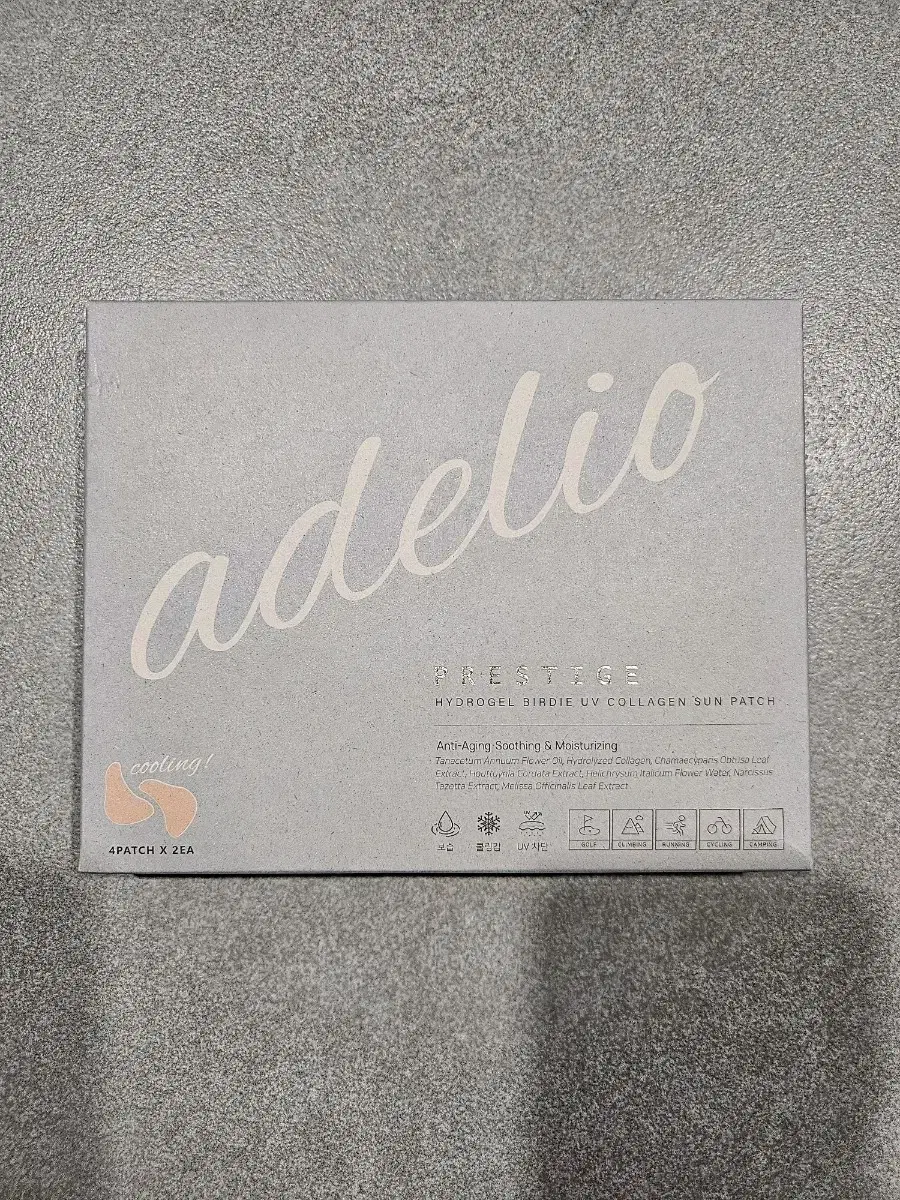 adelio
PRESTIGE
HYDROGEL BIRDIE UV COLLAGEN SUN PATCH
Anti-Aging·Soothing & Moisturizing
Tanacetum Annuum Flower Oil, Hydrolyzed Collagen, Chamaecyparis Obtusa Leaf
Extract, Houttuynia Cordata Extract, Helichrysum Italicum Flower Water, Narcissus
Tazetta Extract, Melissa Officinalis Leaf Extract
cooling!
4PATCH X 2EA
보습 쿨링감 UV 차단
GOLF CLIMBING RUNNING CYCLING CAMPING